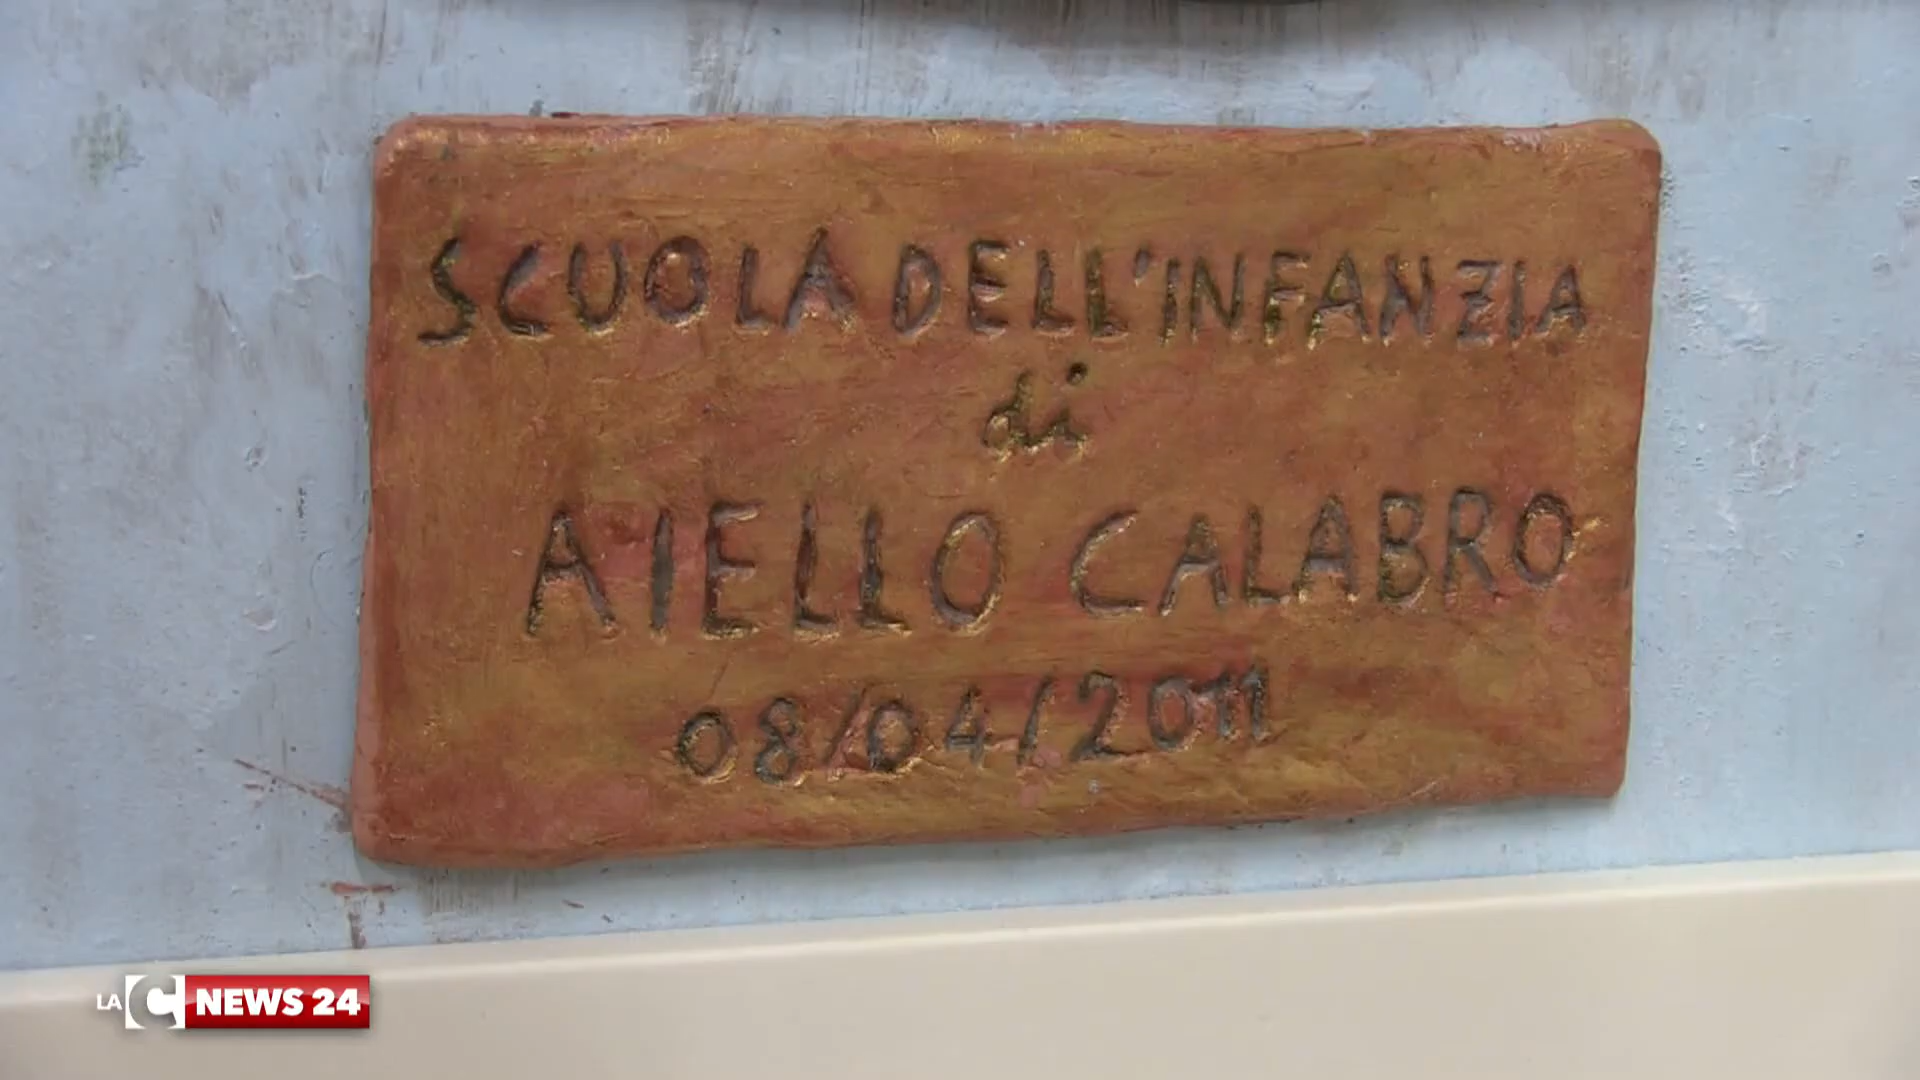 SCUOLA DELL'INFANZIA
di
AIELLO CALABRO
08/04/2011
LA C NEWS 24